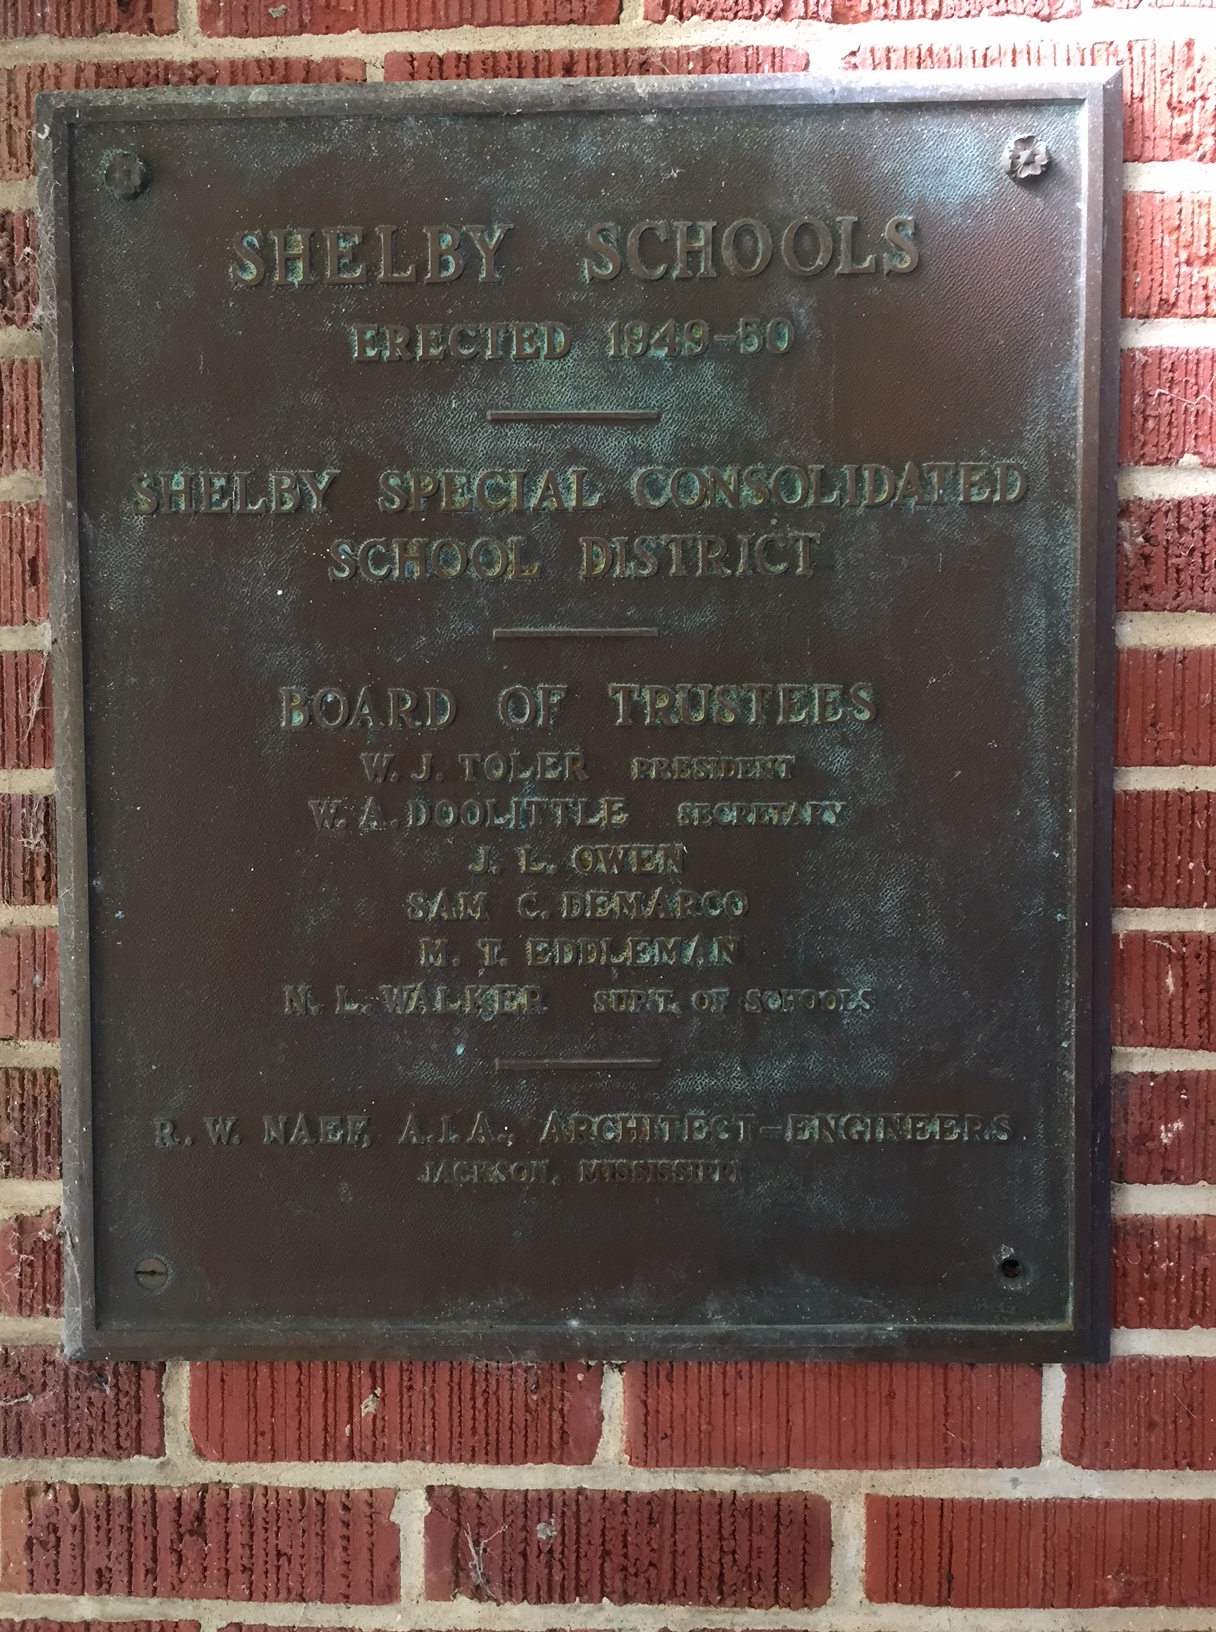 SHELBY SCHOOLS
ERECTED 1949-50
SHELBY SPECIAL CONSOLIDATED
SCHOOL DISTRICT
BOARD OF TRUSTEES
W. J. TOLER PRESIDENT
W. A. DOOLITTLE SECRETARY
J. L. OWEN
SAM C. DEMARCO
M. T. EDDLEMAN
N. L. WALKER SUP'T. OF SCHOOLS
R. W. NAEF, A.I.A., ARCHITECT-ENGINEERS
JACKSON, MISSISSIPPI